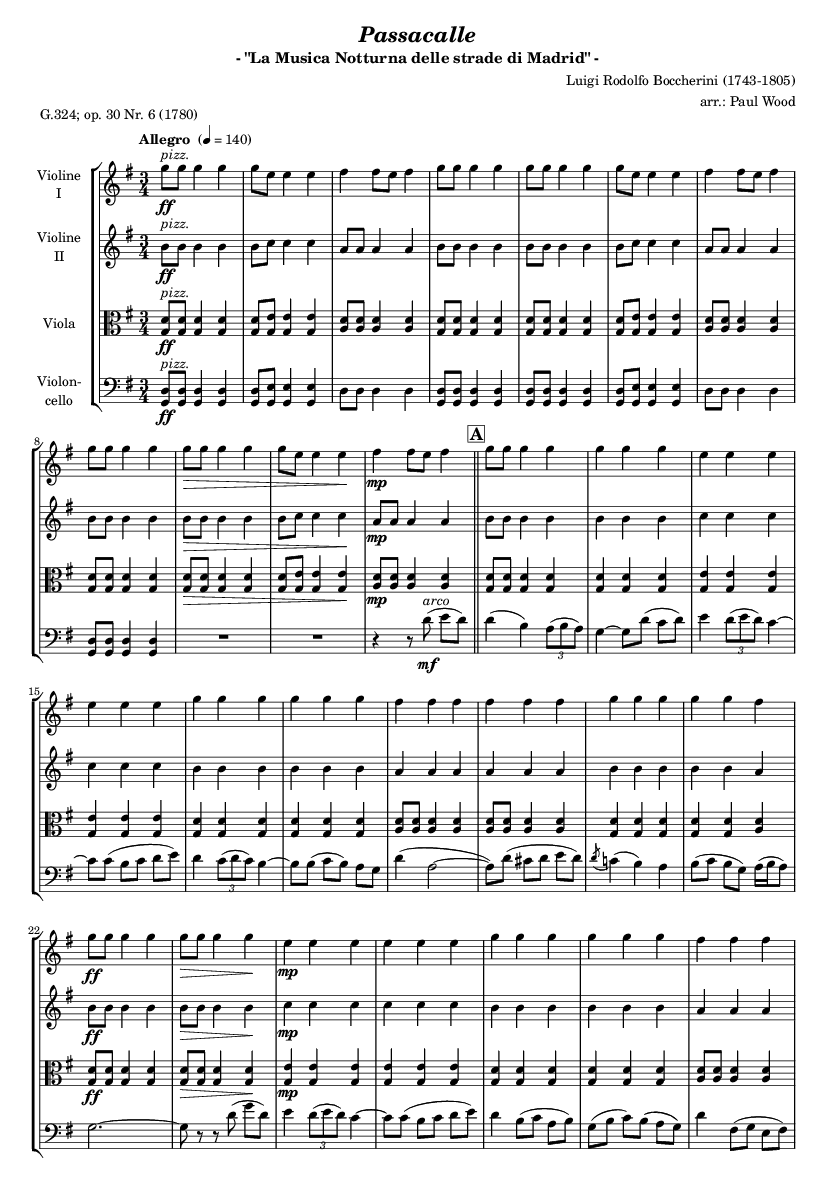 Passacalle
- "La Musica Notturna delle strade di Madrid" -
Luigi Rodolfo Boccherini (1743-1805)
arr.: Paul Wood
G.324; op. 30 Nr. 6 (1780)
Allegro (♩ = 140)
pizz.
Violine
I
ff
pizz.
Violine
II
ff
pizz.
Viola
ff
pizz.
Violon-
cello
ff
8
A
mp
mp
mp
arco
mf
3
3
15
3
22
ff
mp
ff
mp
ff
mp
3